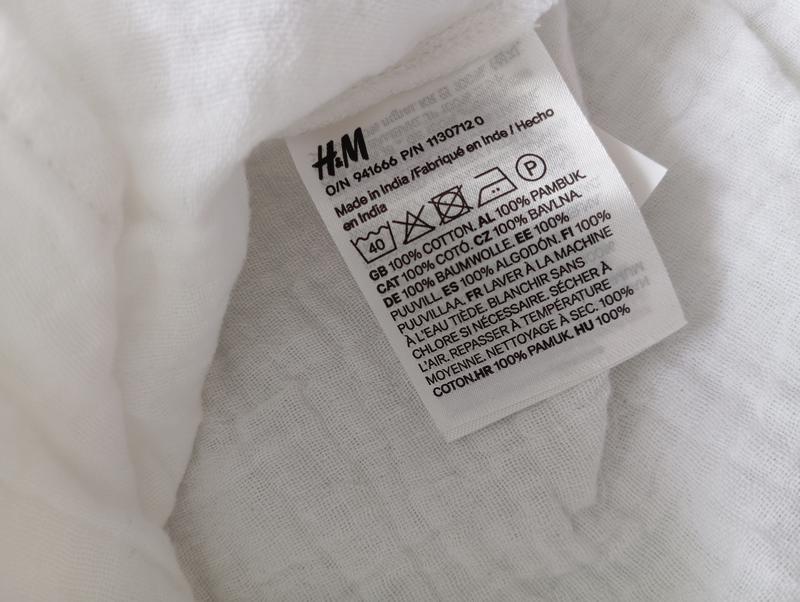 H&M
O/N 941666 P/N 1130712 0
Made in India /Fabriqué en Inde / Hecho
en India
40 P
GB 100% COTTON. AL 100% PAMBUK.
CAT 100% COTÓ. CZ 100% BAVLNA.
DE 100% BAUMWOLLE. EE 100%
PUUVILL. ES 100% ALGODÓN. FI 100%
PUUVILLAA. FR LAVER À LA MACHINE
À L'EAU TIÈDE. BLANCHIR SANS
CHLORE SI NÉCESSAIRE. SÉCHER À
L'AIR. REPASSER À TEMPÉRATURE
MOYENNE. NETTOYAGE À SEC. 100%
COTON.HR 100% PAMUK. HU 100%